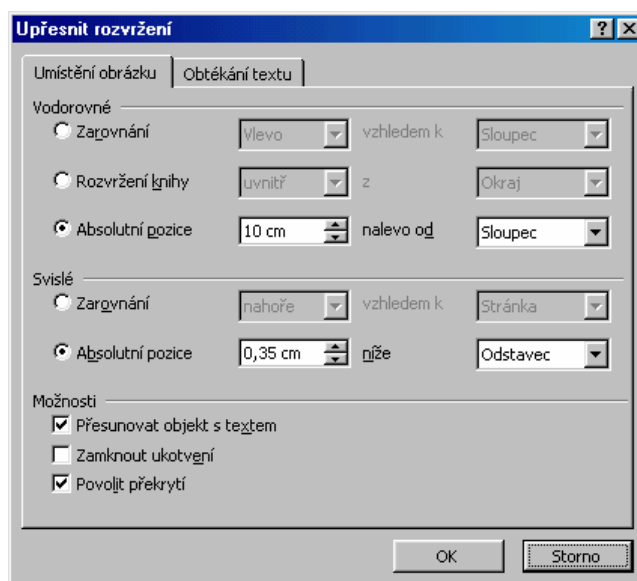 Upřesnit rozvržení
Umístění obrázku Obtékání textu
Vodorovné
Zarovnání Vlevo vzhledem k Sloupec
Rozvržení knihy uvnitř z Okraj
Absolutní pozice 10 cm nalevo od Sloupec
Svislé
Zarovnání nahoře vzhledem k Stránka
Absolutní pozice 0,35 cm níže Odstavec
Možnosti
Přesunovat objekt s textem
Zamknout ukotvení
Povolit překrytí
OK Storno